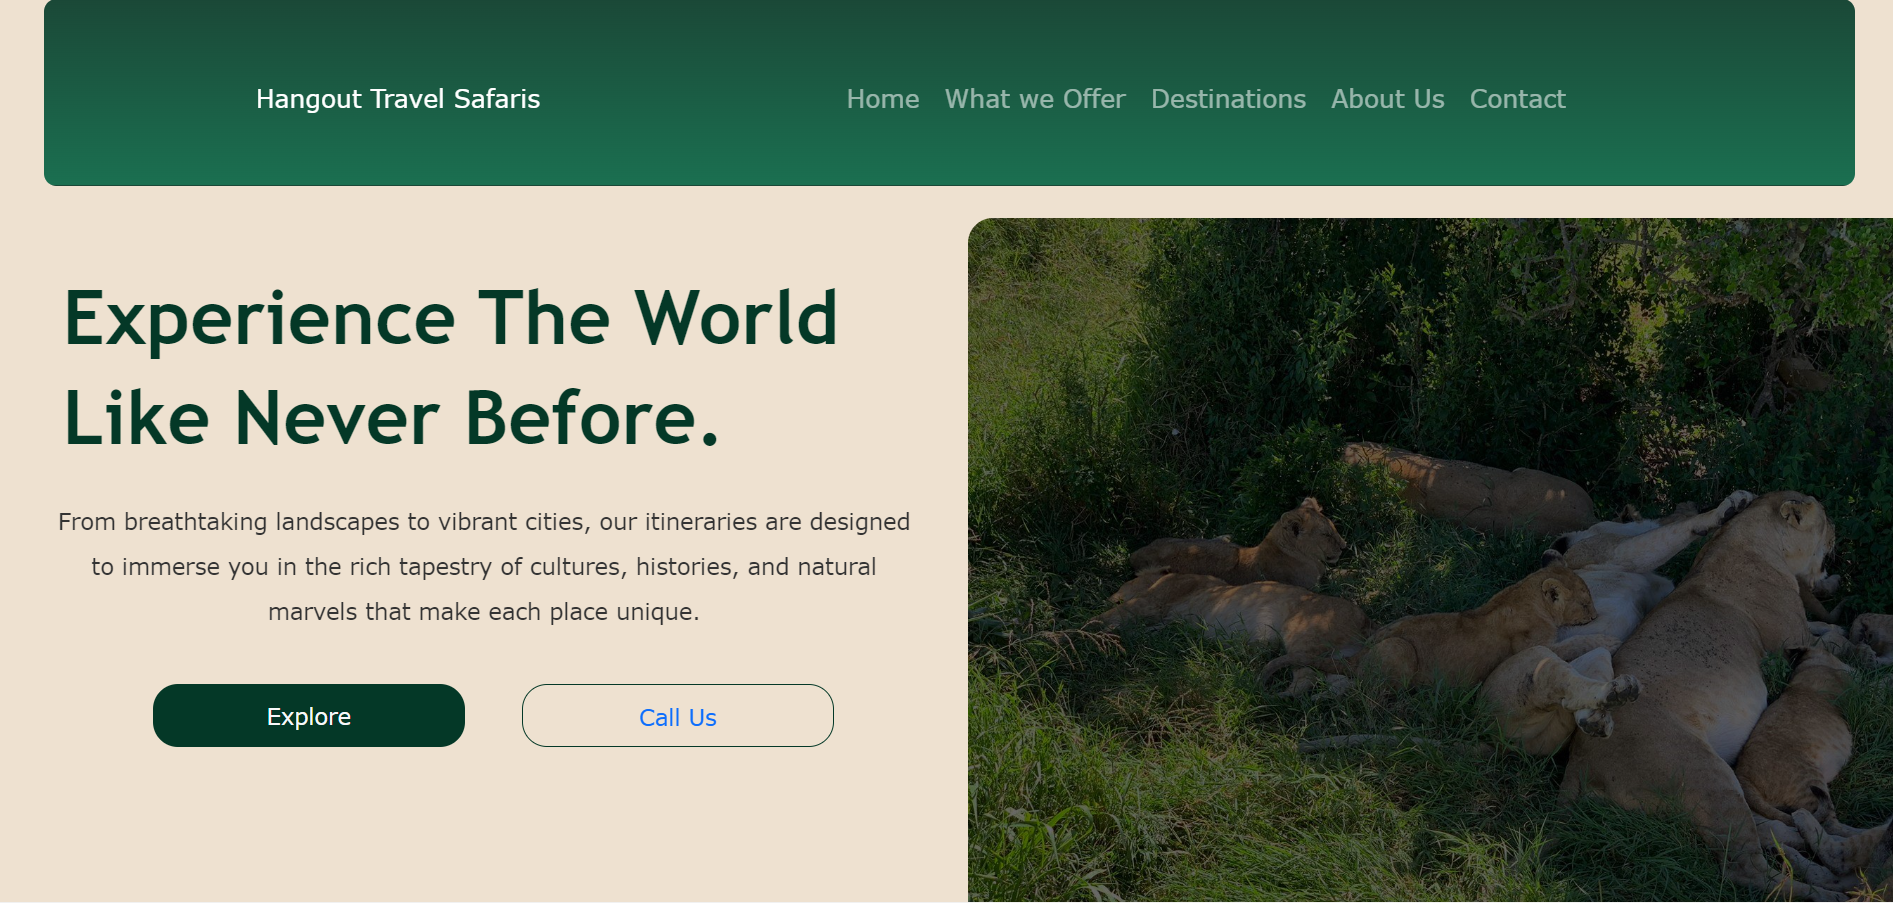 Hangout Travel Safaris
Home What we Offer Destinations About Us Contact
Experience The World
Like Never Before.
From breathtaking landscapes to vibrant cities, our itineraries are designed
to immerse you in the rich tapestry of cultures, histories, and natural
marvels that make each place unique.
Explore
Call Us